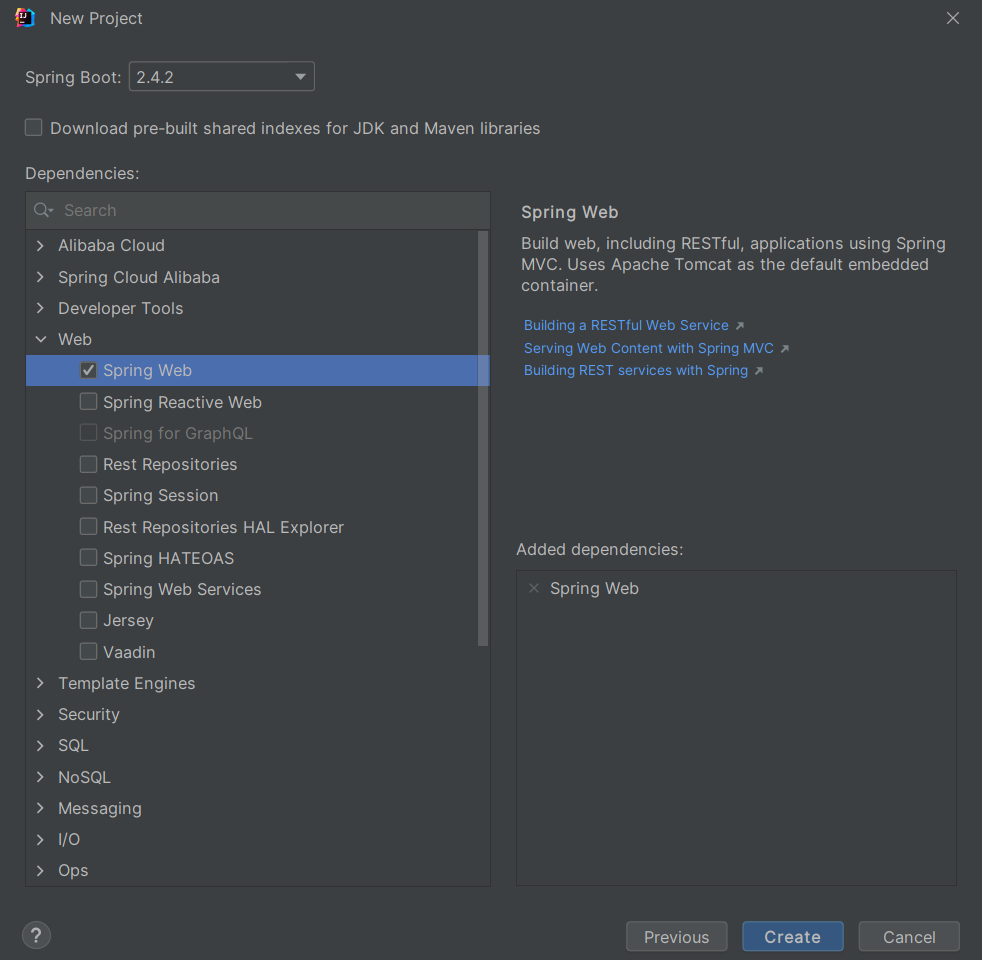 New Project
Spring Boot: 2.4.2
Download pre-built shared indexes for JDK and Maven libraries
Dependencies:
Search
Alibaba Cloud
Spring Cloud Alibaba
Developer Tools
Web
Spring Web
Spring Reactive Web
Spring for GraphQL
Rest Repositories
Spring Session
Rest Repositories HAL Explorer
Spring HATEOAS
Spring Web Services
Jersey
Vaadin
Template Engines
Security
SQL
NoSQL
Messaging
I/O
Ops
Spring Web
Build web, including RESTful, applications using Spring
MVC. Uses Apache Tomcat as the default embedded
container.
Building a RESTful Web Service
Serving Web Content with Spring MVC
Building REST services with Spring
Added dependencies:
Spring Web
?
Previous
Create
Cancel